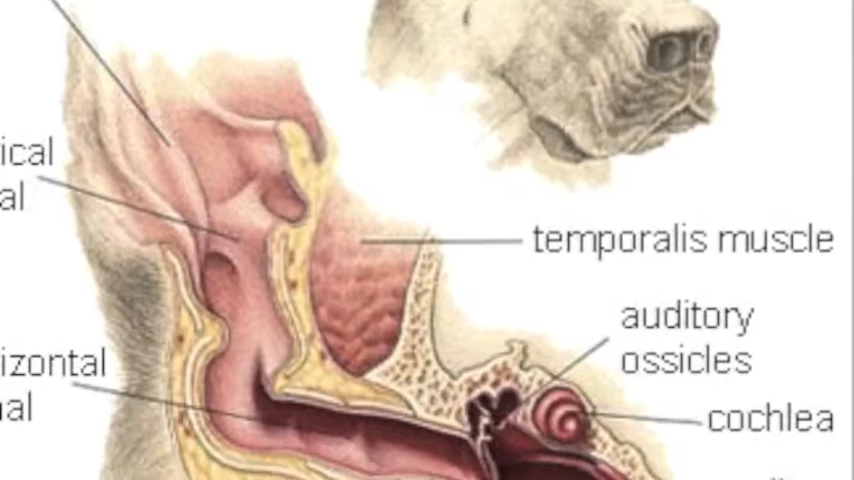 ical
al
temporalis muscle
auditory
ossicles
izontal
nal
cochlea